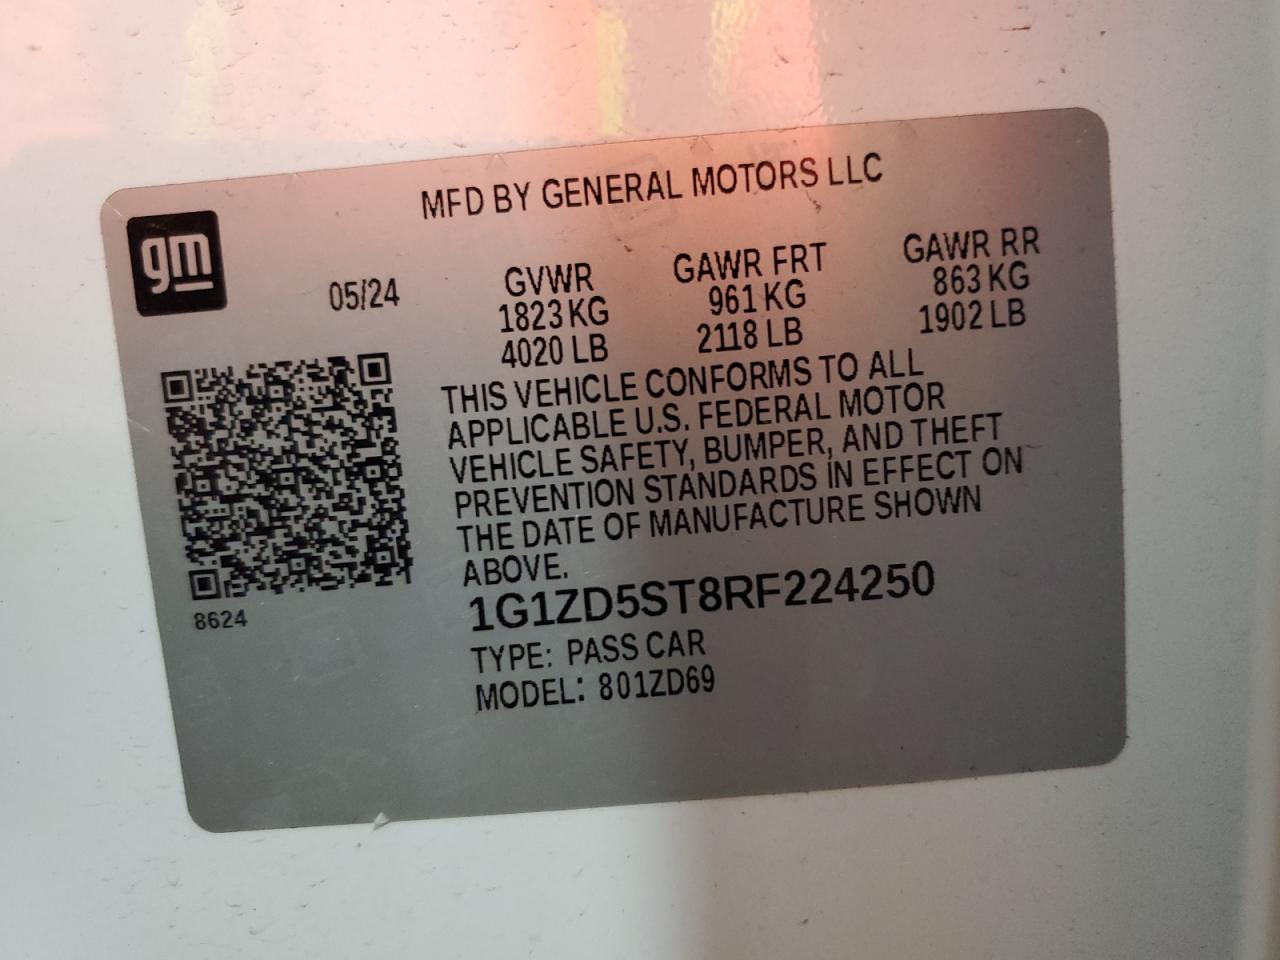 MFD BY GENERAL MOTORS LLC
gm
05/24
GVWR
1823 KG
4020 LB
GAWR FRT
961 KG
2118 LB
GAWR RR
863 KG
1902 LB
THIS VEHICLE CONFORMS TO ALL
APPLICABLE U.S. FEDERAL MOTOR
VEHICLE SAFETY, BUMPER, AND THEFT
PREVENTION STANDARDS IN EFFECT ON
THE DATE OF MANUFACTURE SHOWN
ABOVE.
8624
1G1ZD5ST8RF224250
TYPE: PASS CAR
MODEL: 801ZD69